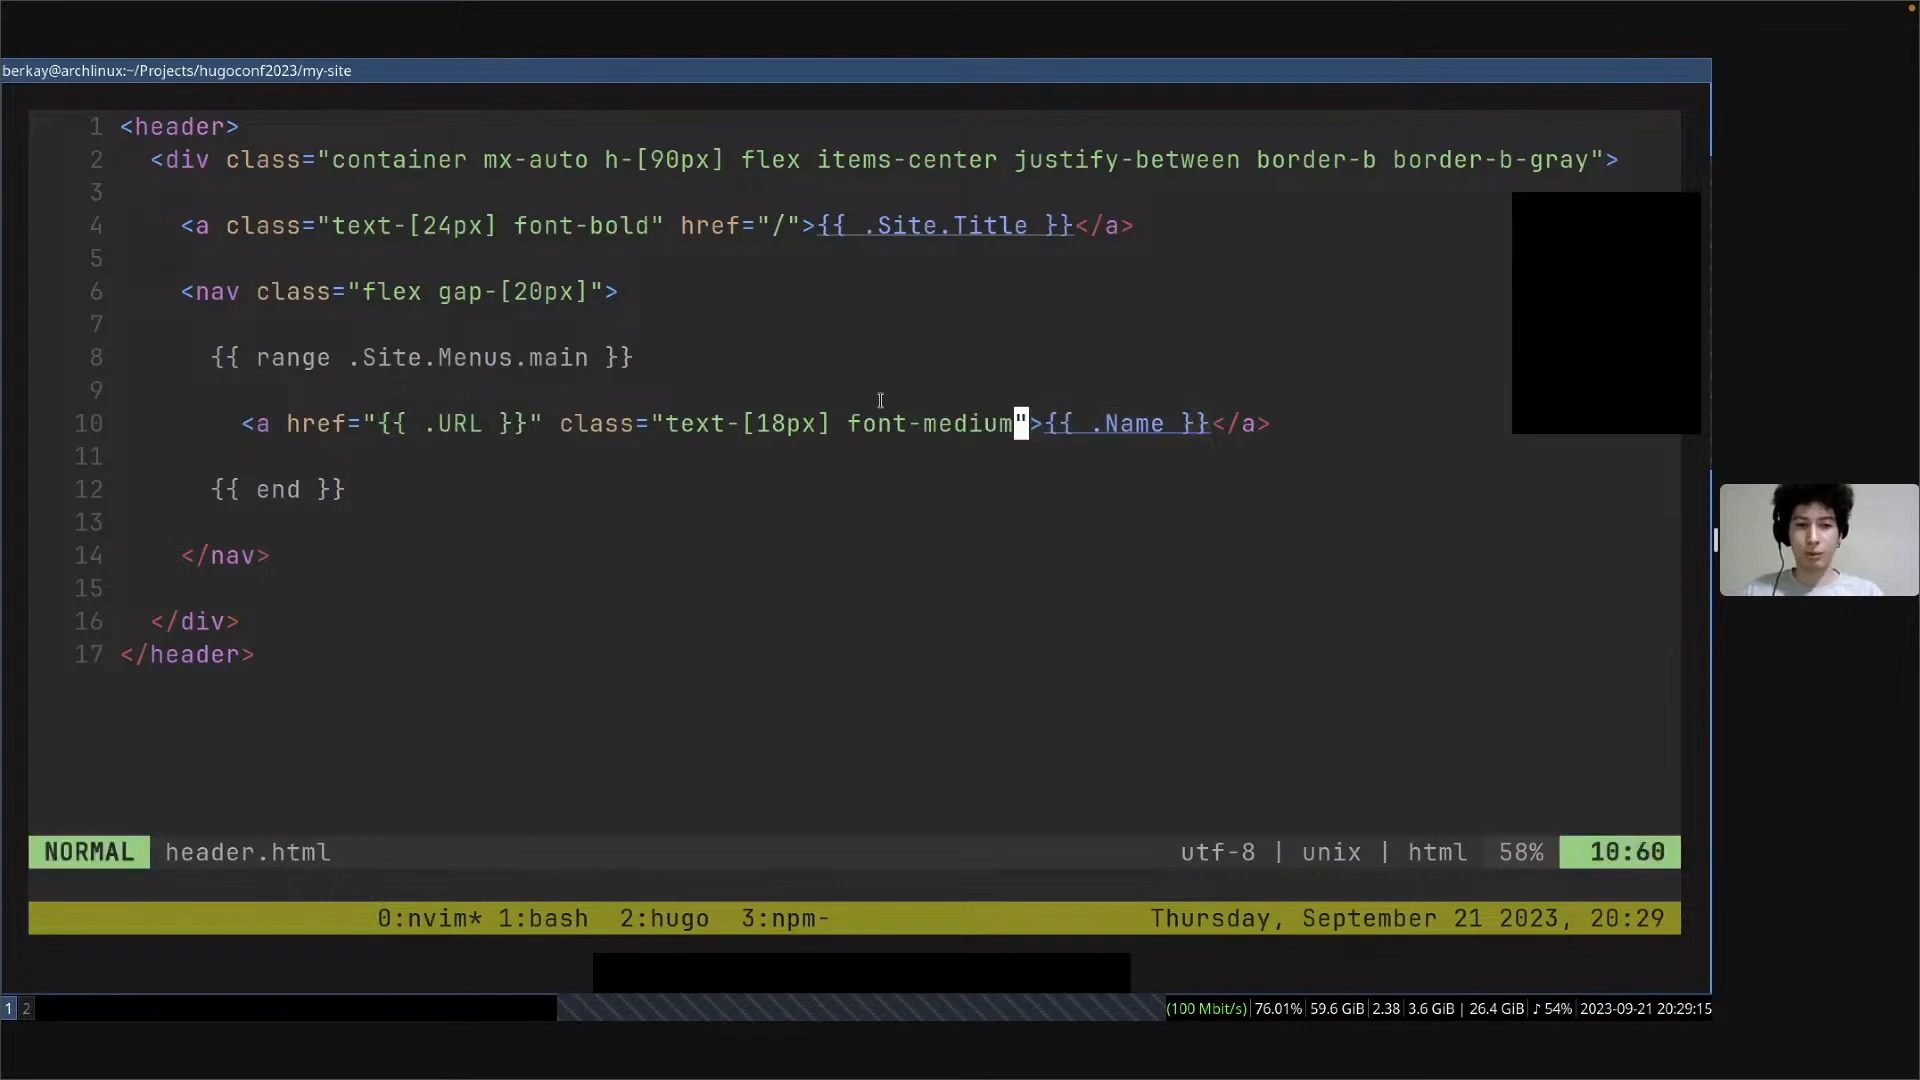 berkay@archlinux:~/Projects/hugoconf2023/my-site
1 <header>
2 <div class="container mx-auto h-[90px] flex items-center justify-between border-b border-b-gray">
3
4 <a class="text-[24px] font-bold" href="/">{{ .Site.Title }}</a>
5
6 <nav class="flex gap-[20px]">
7
8 {{ range .Site.Menus.main }}
9
10 <a href="{{ .URL }}" class="text-[18px] font-medium">{{ .Name }}</a>
11
12 {{ end }}
13
14 </nav>
15
16 </div>
17 </header>
NORMAL header.html utf-8 | unix | html 58% 10:60
0:nvim* 1:bash 2:hugo 3:npm- Thursday, September 21 2023, 20:29
1 2 (100 Mbit/s) 76.01% 59.6 GiB 2.38 3.6 GiB | 26.4 GiB ♪ 54% 2023-09-21 20:29:15